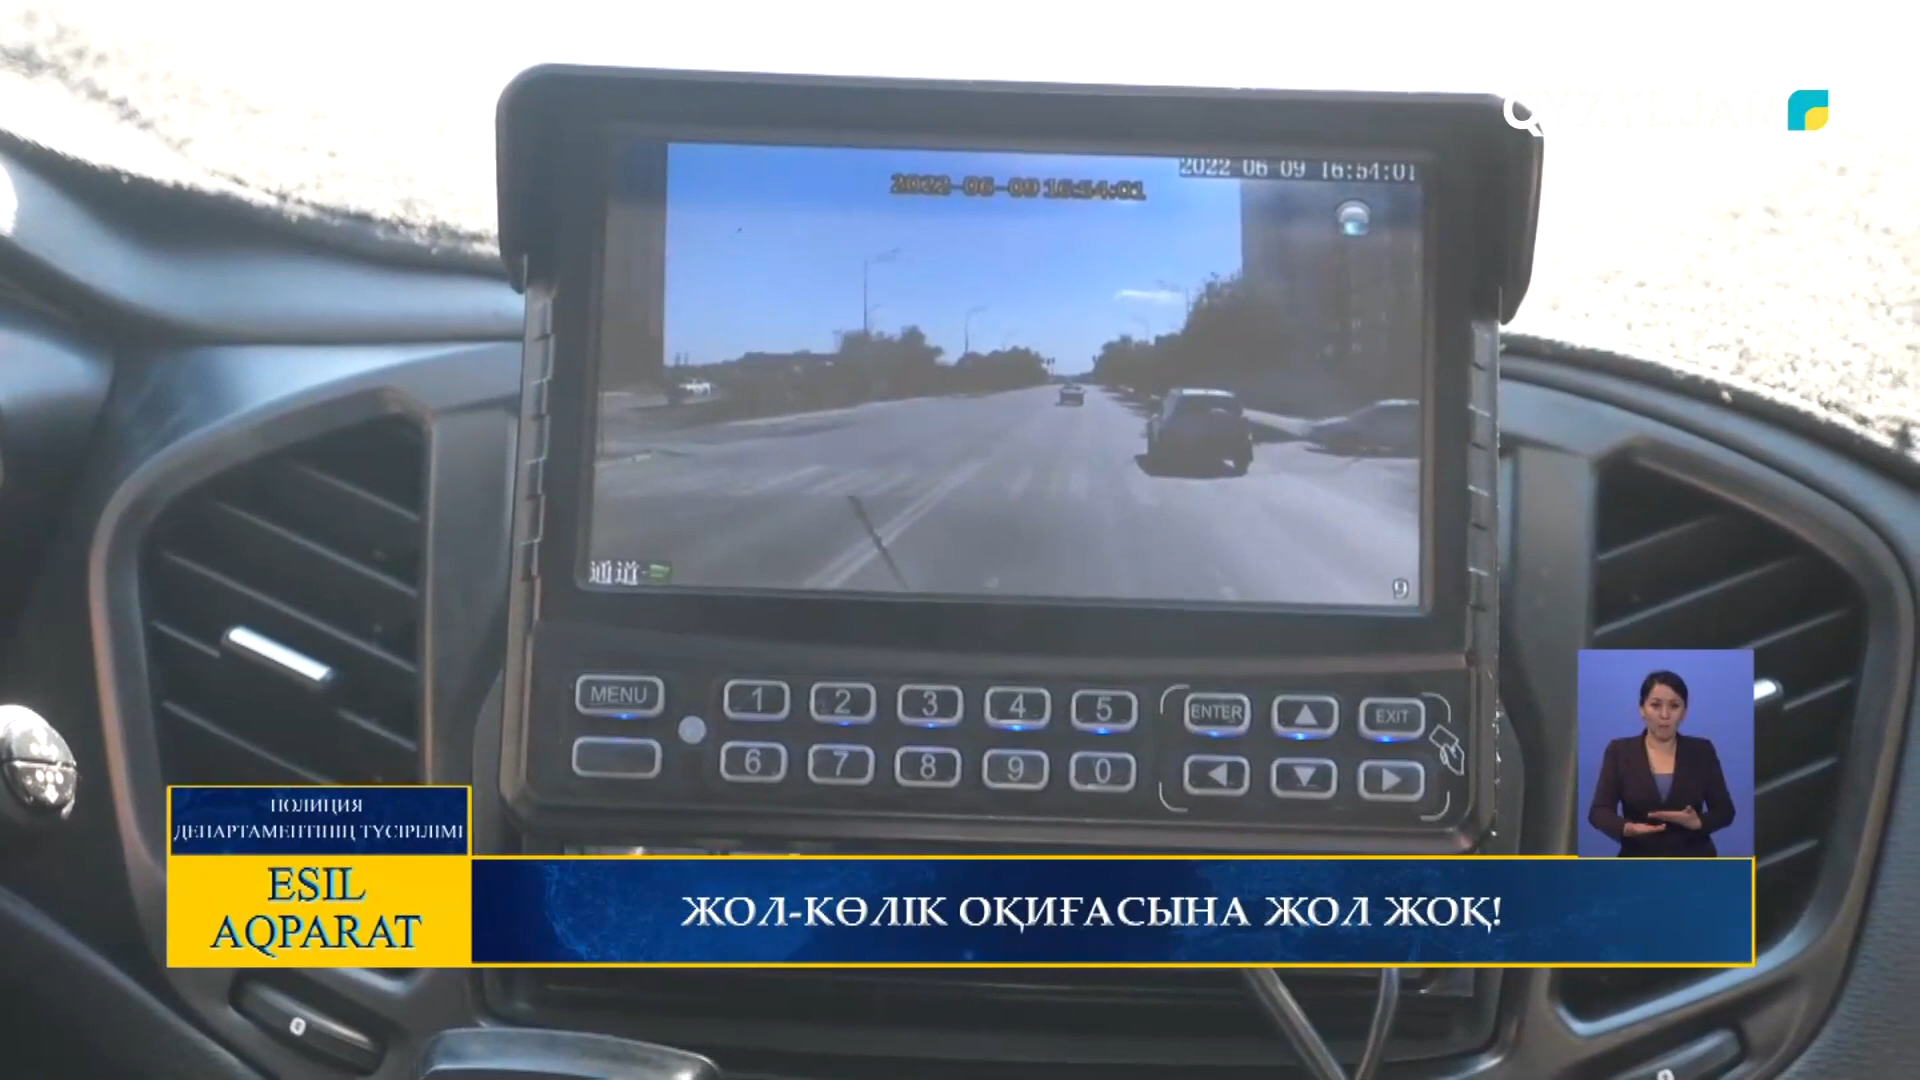 QYZYLJAR
2022 06 09 16:54:01
2022-06-09 16:54:01
通道
9
MENU 1 2 3 4 5 ENTER ▲ EXIT
6 7 8 9 0 ◀ ▼ ▶
ПОЛИЦИЯ
ДЕПАРТАМЕНТІНІҢ ТҮСІРІЛІМІ
ESIL
AQPARAT
ЖОЛ-КӨЛІК ОҚИҒАСЫНА ЖОЛ ЖОҚ!